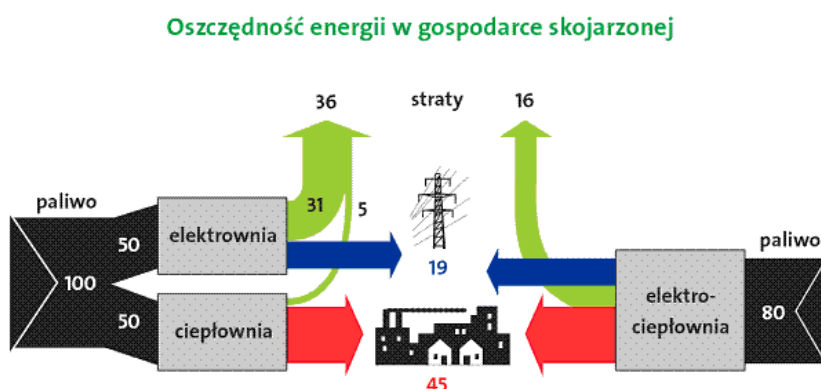 Oszczędność energii w gospodarce skojarzonej
36
straty
16
paliwo
31
5
50
elektrownia
100
19
50
ciepłownia
45
paliwo
elektro-
ciepłownia
80